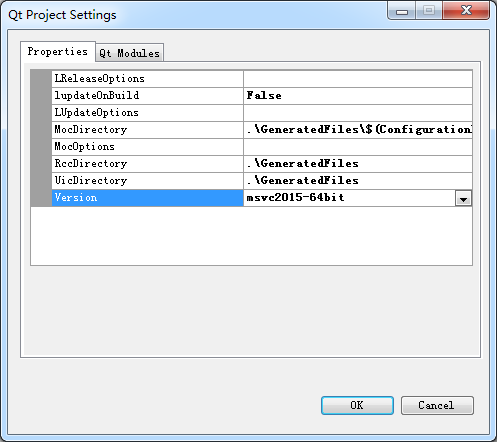 Qt Project Settings
Properties
Qt Modules
LReleaseOptions
lupdateOnBuild False
LUpdateOptions
MocDirectory .\GeneratedFiles\$(Configuration
MocOptions
RccDirectory .\GeneratedFiles
UicDirectory .\GeneratedFiles
Version msvc2015-64bit
OK
Cancel